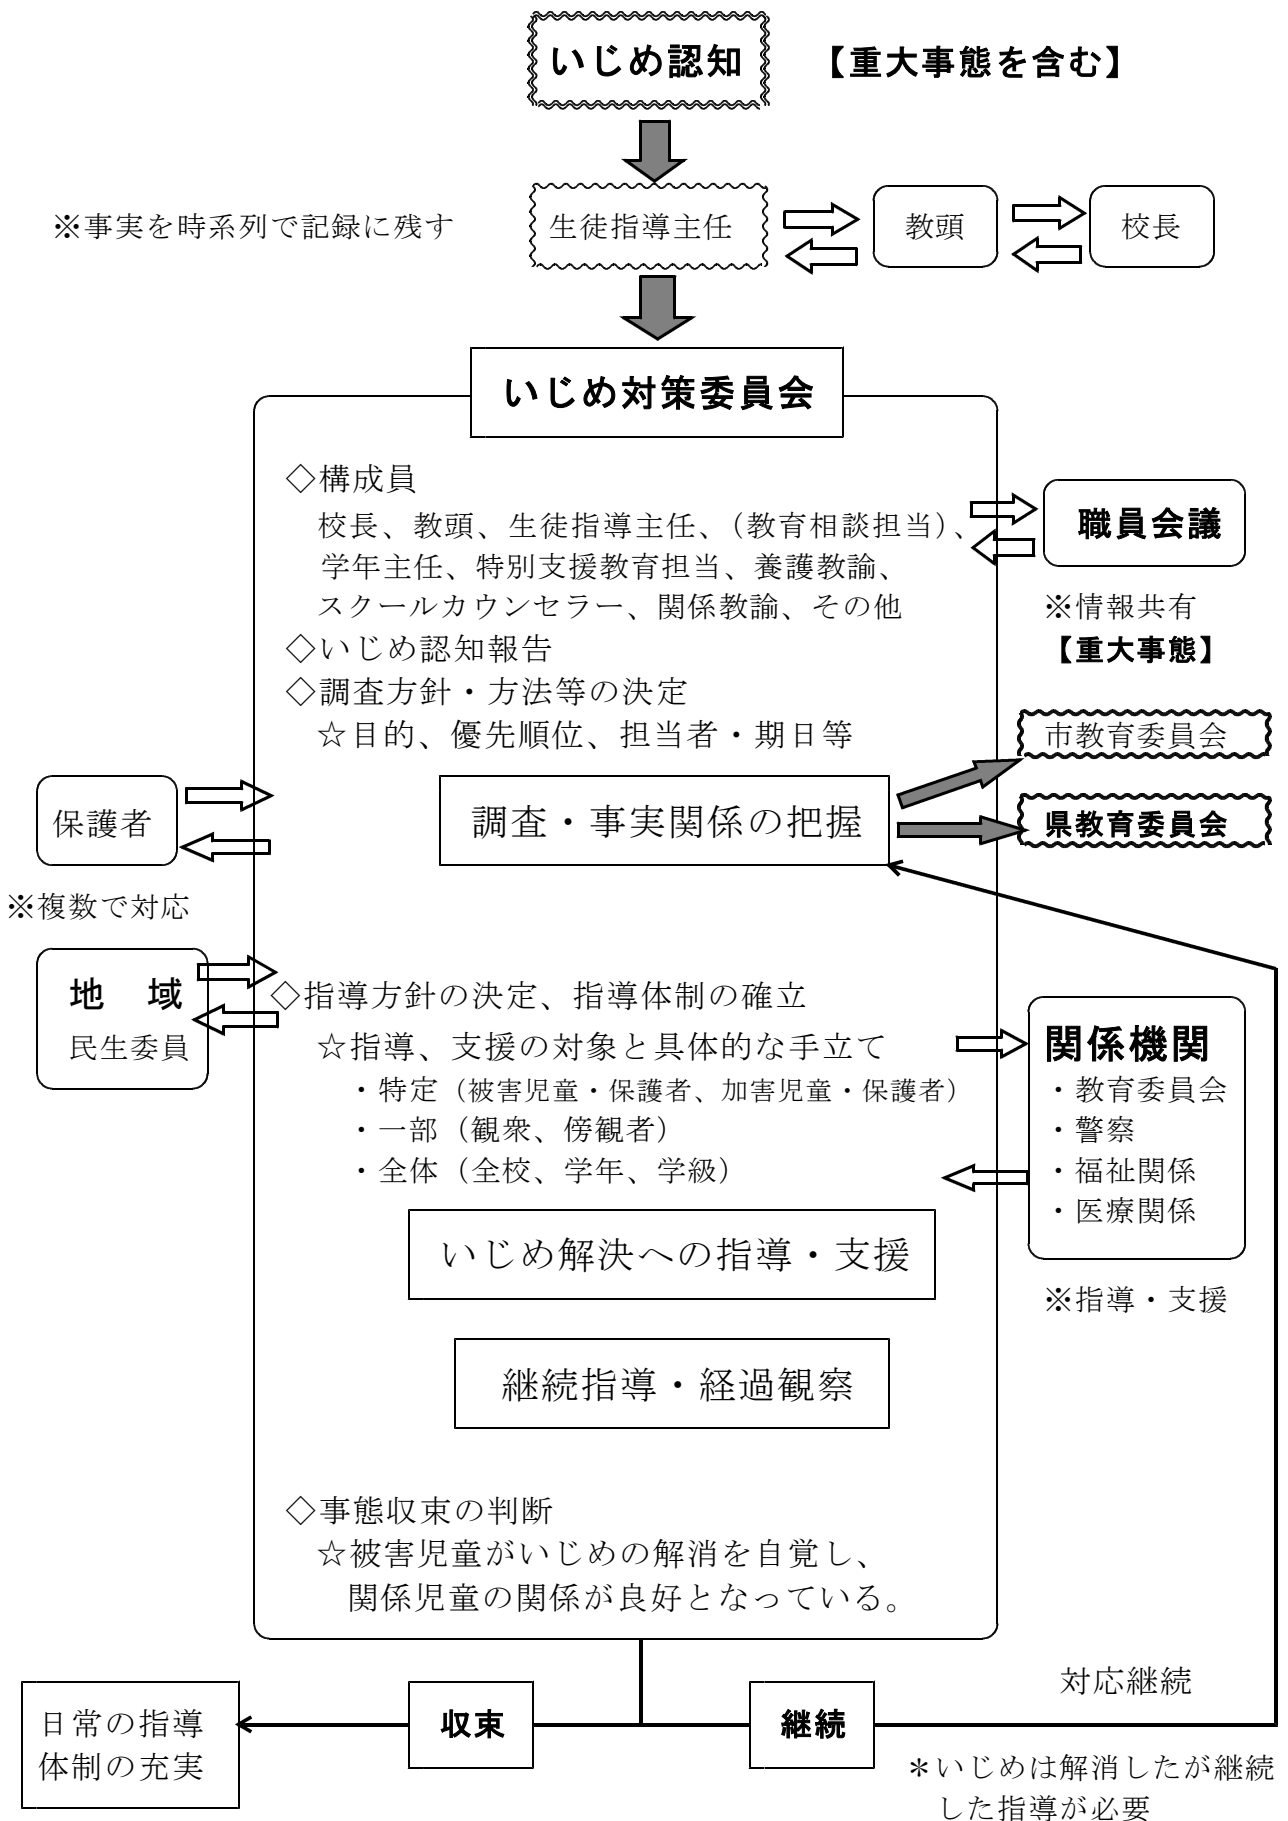 いじめ認知
【重大事態を含む】
※事実を時系列で記録に残す
生徒指導主任
教頭
校長
いじめ対策委員会
◇構成員
校長、教頭、生徒指導主任、（教育相談担当）、
学年主任、特別支援教育担当、養護教諭、
スクールカウンセラー、関係教諭、その他
職員会議
※情報共有
【重大事態】
◇いじめ認知報告
◇調査方針・方法等の決定
☆目的、優先順位、担当者・期日等
市教育委員会
県教育委員会
調査・事実関係の把握
保護者
※複数で対応
地　域
民生委員
◇指導方針の決定、指導体制の確立
☆指導、支援の対象と具体的な手立て
・特定（被害児童・保護者、加害児童・保護者）
・一部（観衆、傍観者）
・全体（全校、学年、学級）
関係機関
・教育委員会
・警察
・福祉関係
・医療関係
※指導・支援
いじめ解決への指導・支援
継続指導・経過観察
◇事態収束の判断
☆被害児童がいじめの解消を自覚し、
関係児童の関係が良好となっている。
対応継続
日常の指導
体制の充実
収束
継続
＊いじめは解消したが継続
した指導が必要